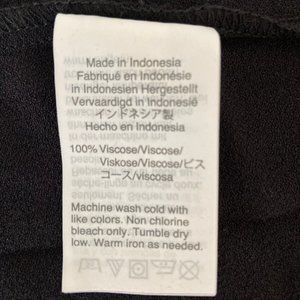 Made in Indonesia
Fabriqué en Indonésie
in Indonesien Hergestellt
Vervaardigd in Indonesië
インドネシア製
Hecho en Indonesia
100% Viscose/Viscose/
Viskose/Viscose/ビス
コース/viscosa
Machine wash cold with
like colors. Non chlorine
bleach only. Tumble dry
low. Warm iron as needed.